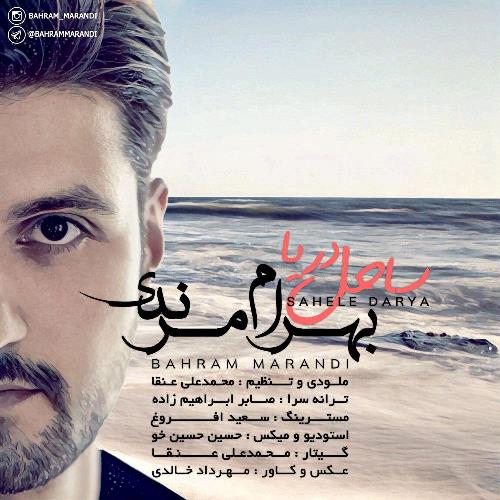 BAHRAM_MARANDI
@BAHRAMMARANDI
ساحل دریا
SAHELE DARYA
بهرام مرندی
BAHRAM MARANDI
ملودی و تنظیم : محمدعلی عنقا
ترانه سرا : صابر ابراهیم زاده
مسترینگ : سعید افروغ
استودیو و میکس : حسین حسین خو
گیتار : محمدعلی عنقا
عکس و کاور : مهرداد خالدی